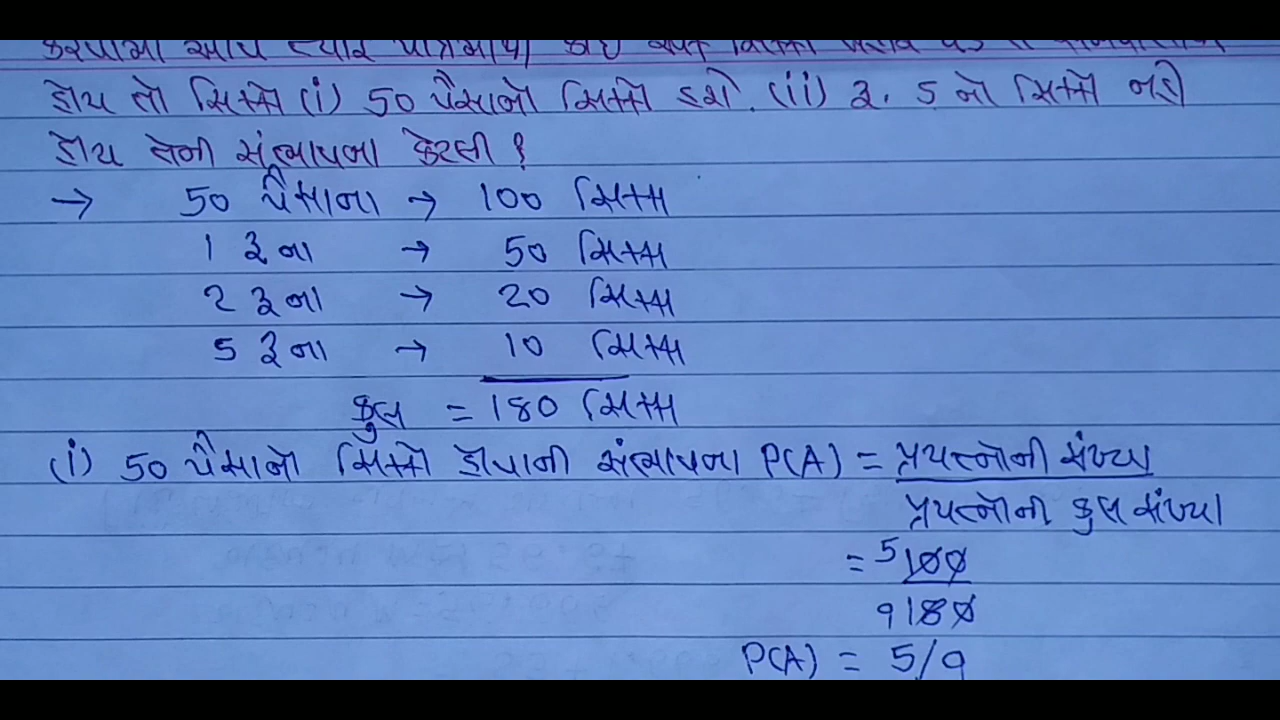 હોય તો સિક્કો (i) 50 પૈસાનો સિક્કો હશે. (ii) રૂ. 5 નો સિક્કો નહી
હોય તેની સંભાવના કેટલી?
→ 50 પૈસાના → 100 સિક્કા
1 રૂ ના → 50 સિક્કા
2 રૂ ના → 20 સિક્કા
5 રૂ ના → 10 સિક્કા
કુલ = 180 સિક્કા
(i) 50 પૈસાનો સિક્કો હોવાની સંભાવના P(A) = પ્રયત્નોની સંખ્યા
પ્રયત્નોની કુલ સંખ્યા
= 5 100
9 180
P(A) = 5/9